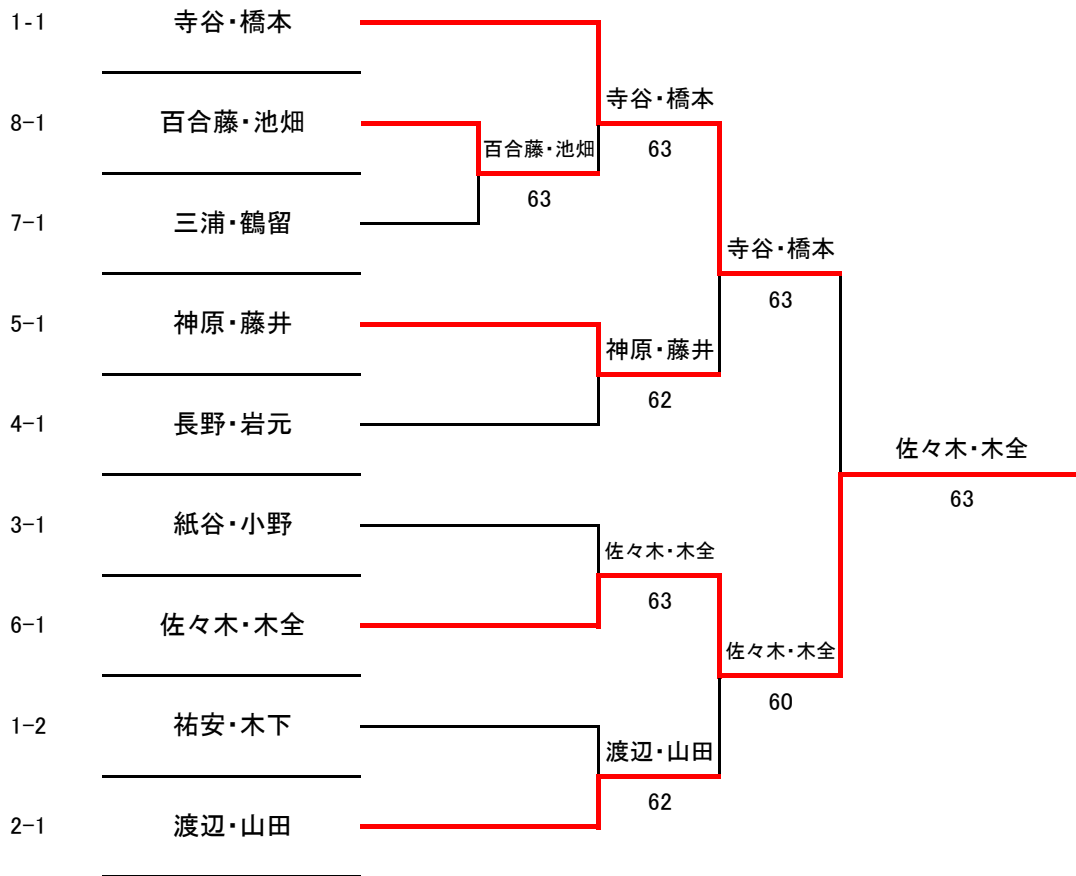 1-1 寺谷・橋本
寺谷・橋本
8-1 百合藤・池畑
百合藤・池畑
63
63
7-1 三浦・鶴留
寺谷・橋本
63
5-1 神原・藤井
神原・藤井
62
4-1 長野・岩元
佐々木・木全
63
3-1 紙谷・小野
佐々木・木全
63
6-1 佐々木・木全
佐々木・木全
60
1-2 祐安・木下
渡辺・山田
62
2-1 渡辺・山田